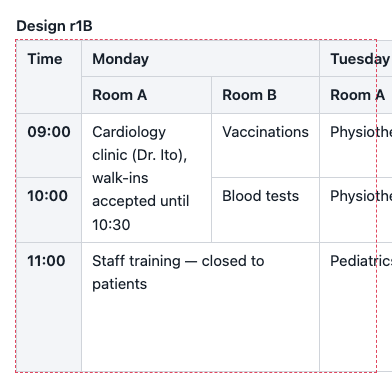 Design r1B
Time Monday Tuesday
Room A Room B Room A
09:00 Cardiology clinic (Dr. Ito), walk-ins accepted until 10:30 Vaccinations
10:00 Blood tests
11:00 Staff training — closed to patients